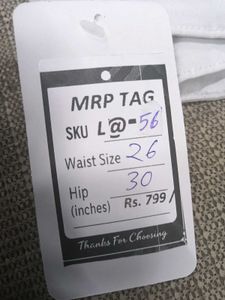 MRP TAG
SKU L@-56
Waist Size 26
Hip 30
(inches) Rs. 799/
Thanks For Choosing